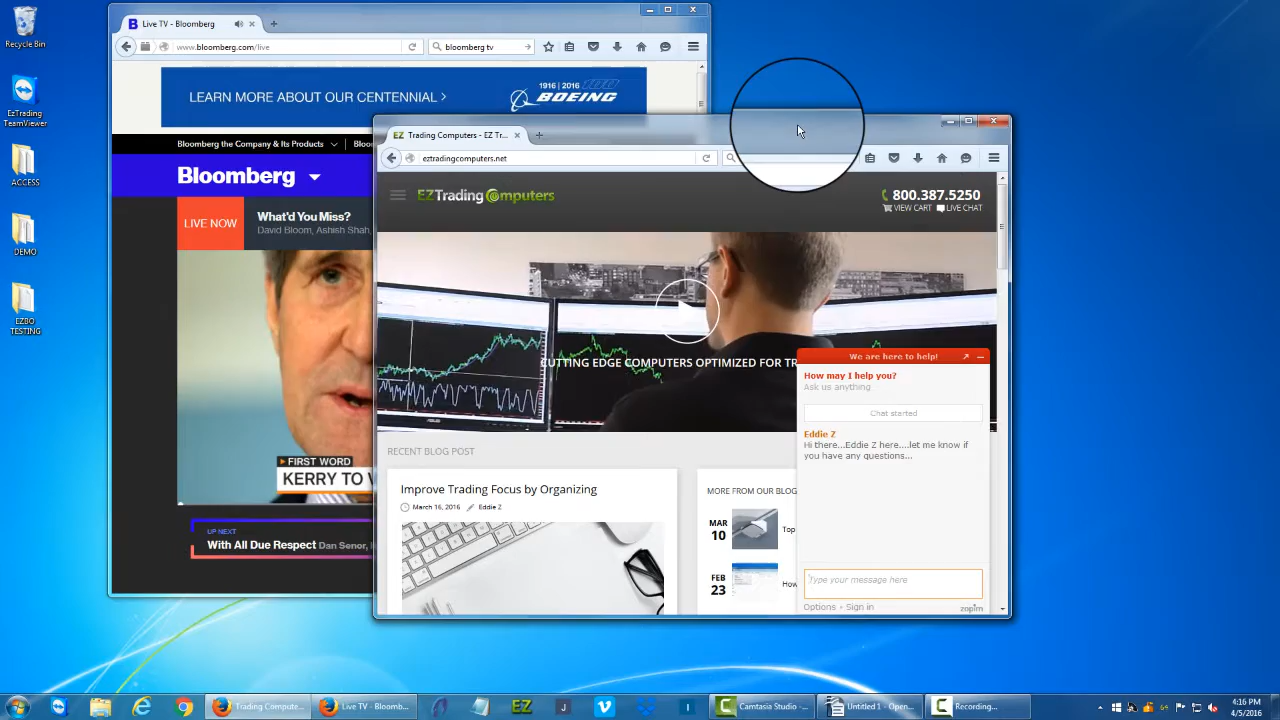 Recycle Bin
EzTrading
TeamViewer
ACCESS
DEMO
EZBO
TESTING
Live TV - Bloomberg
www.bloomberg.com/live
bloomberg tv
LEARN MORE ABOUT OUR CENTENNIAL >
1916 | 2016
BOEING
Bloomberg the Company & Its Products
Bloomberg
LIVE NOW
What'd You Miss?
David Bloom, Ashish Shah,
FIRST WORD
KERRY TO
UP NEXT
With All Due Respect Dan Senor,
EZ Trading Computers - EZ Tr...
eztradingcomputers.net
EZTrading Computers
800.387.5250
VIEW CART LIVE CHAT
CUTTING EDGE COMPUTERS OPTIMIZED FOR
RECENT BLOG POST
Improve Trading Focus by Organizing
March 16, 2016 Eddie Z
MORE FROM OUR BLOG
MAR
10
Top
FEB
23
How
We are here to help!
How may I help you?
Ask us anything
Chat started
Eddie Z
Hi there...Eddie Z here....let me know if
you have any questions...
Type your message here
Options • Sign in
zopim
Trading Compute...
Live TV - Bloomb...
EZ
Camtasia Studio -...
Untitled 1 - Open...
Recording...
4:16 PM
4/5/2016